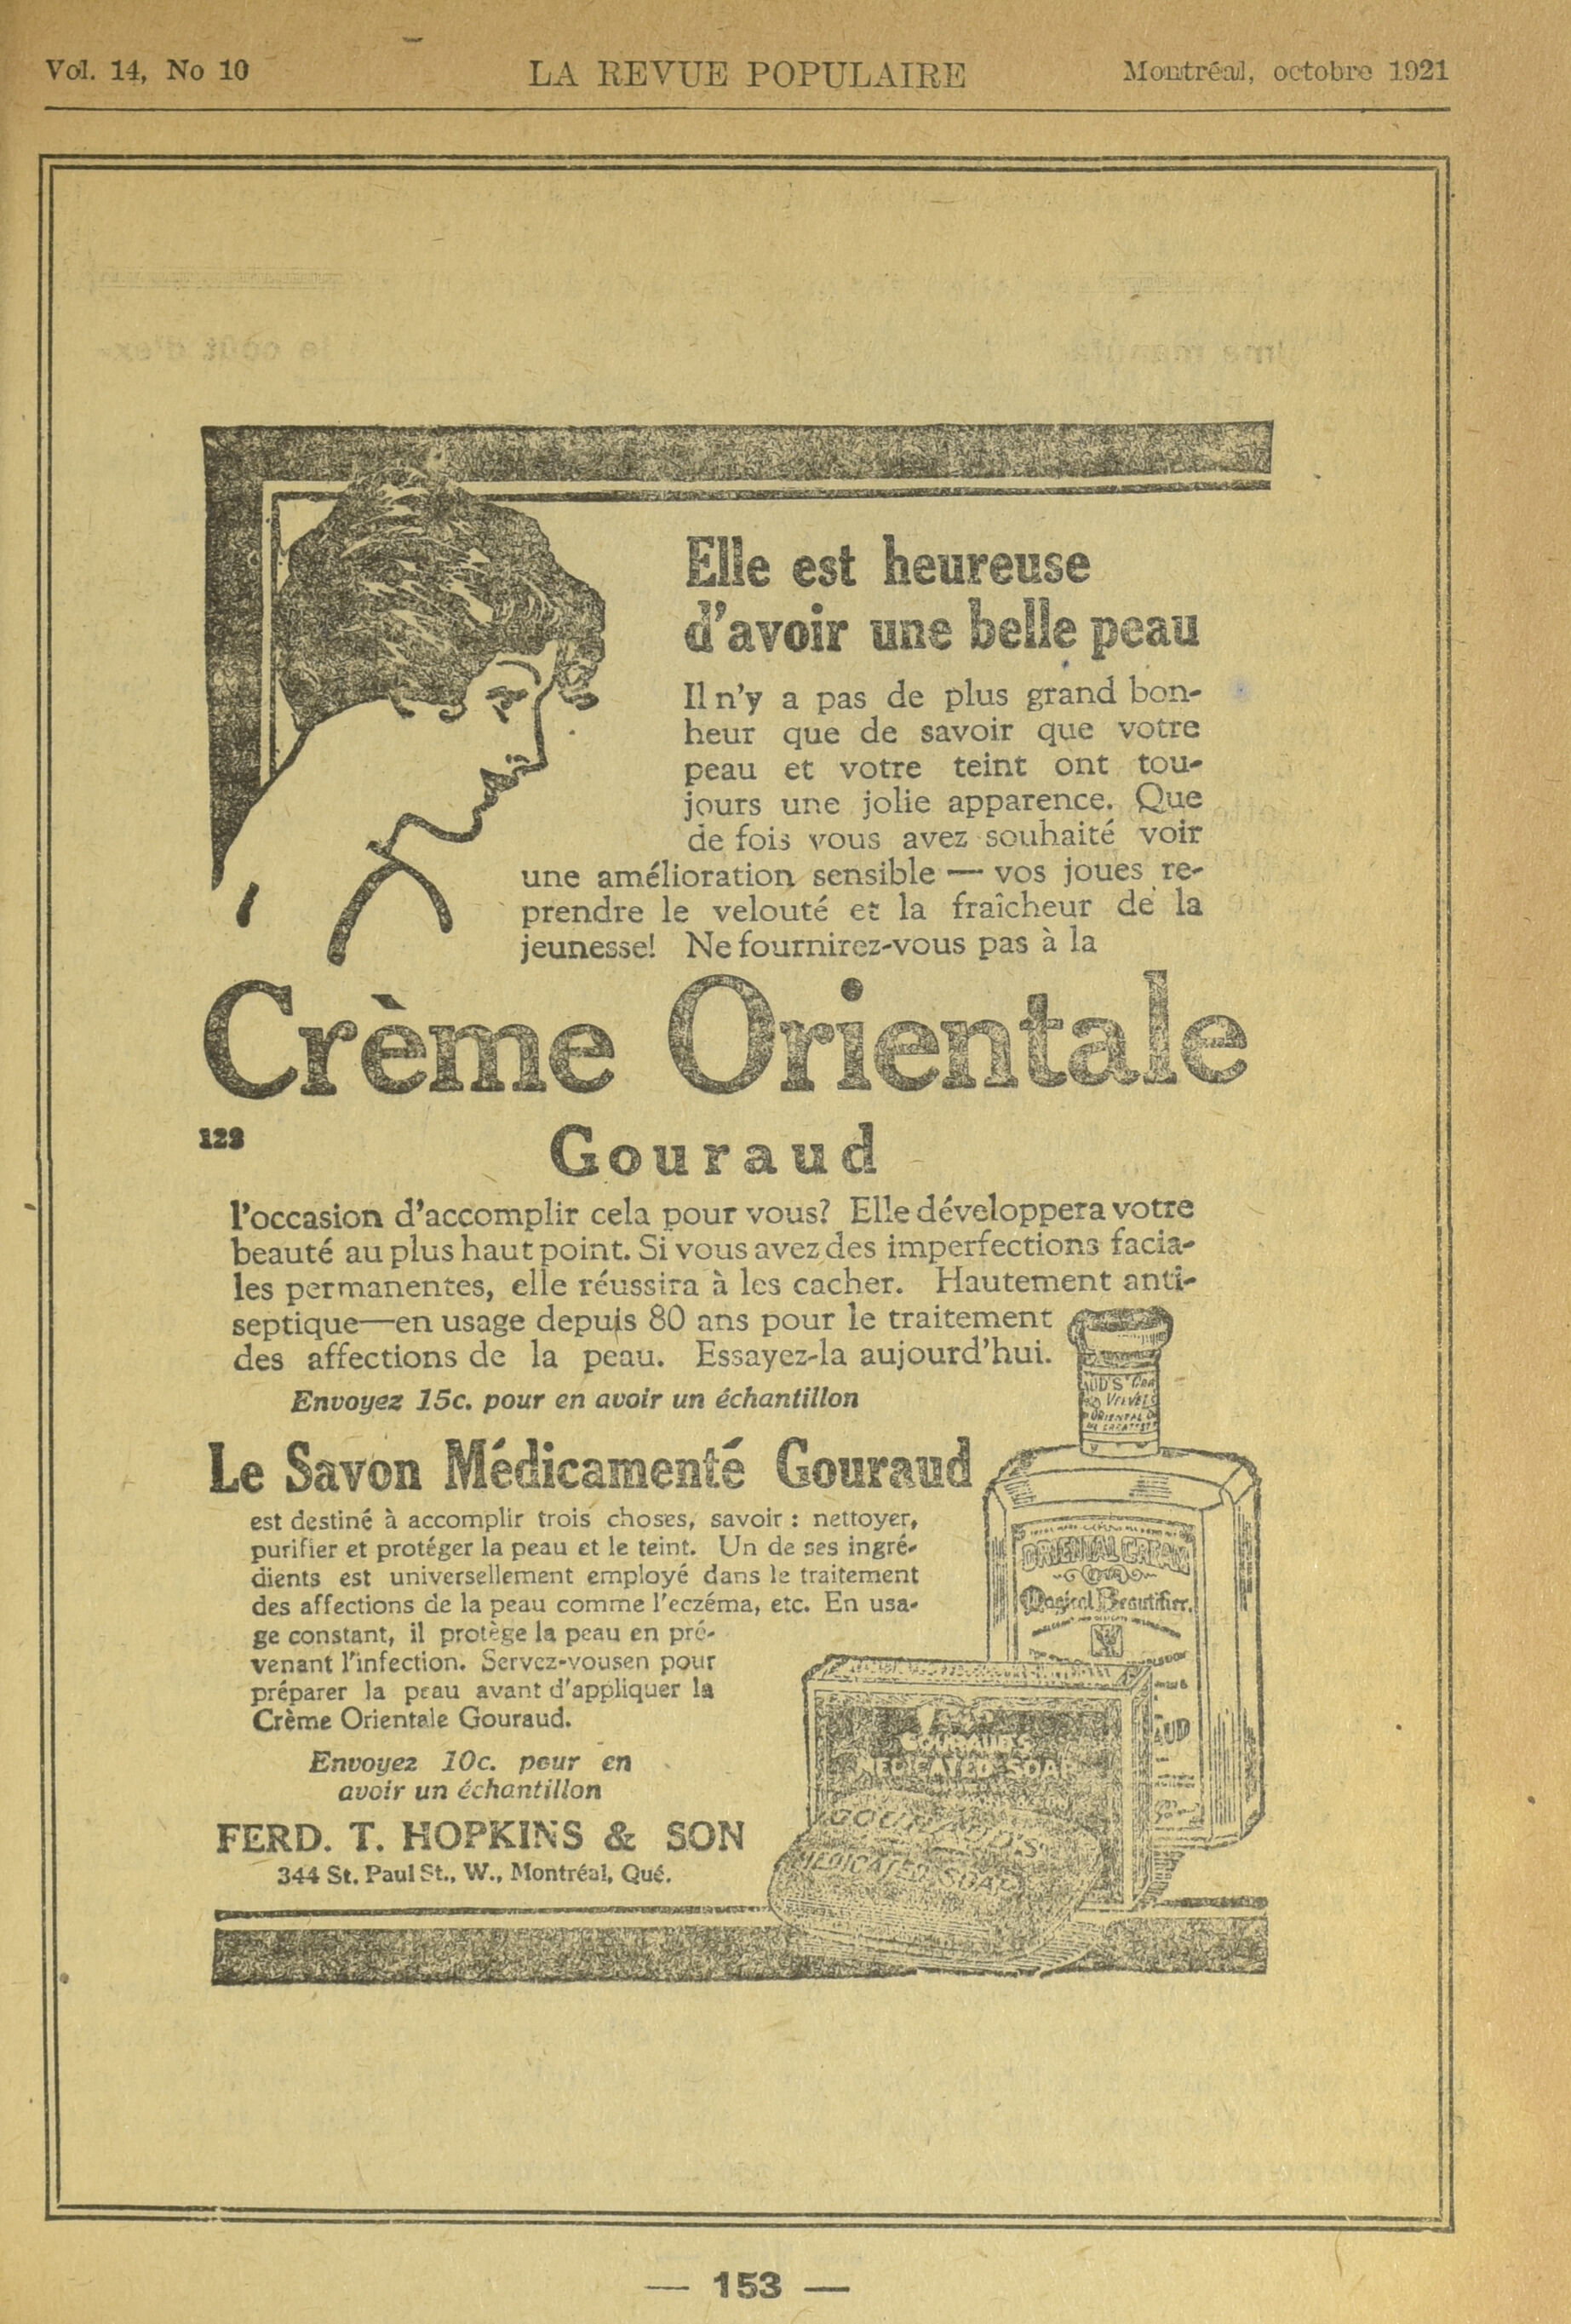 Vol. 14, No 10
LA REVUE POPULAIRE
Montréal, octobre 1921
Elle est heureuse
d'avoir une belle peau
Il n'y a pas de plus grand bon-
heur que de savoir que votre
peau et votre teint ont tou-
jours une jolie apparence. Que
de fois vous avez souhaité voir
une amélioration sensible — vos joues re-
prendre le velouté et la fraîcheur de la
jeunesse! Ne fournirez-vous pas à la
Crème Orientale
123
Gouraud
l'occasion d'accomplir cela pour vous? Elle développera votre
beauté au plus haut point. Si vous avez des imperfections facia-
les permanentes, elle réussira à les cacher. Hautement anti-
septique—en usage depuis 80 ans pour le traitement
des affections de la peau. Essayez-la aujourd'hui.
Envoyez 15c. pour en avoir un échantillon
Le Savon Médicamenté Gouraud
est destiné à accomplir trois choses, savoir : nettoyer,
purifier et protéger la peau et le teint. Un de ses ingré-
dients est universellement employé dans le traitement
des affections de la peau comme l'eczéma, etc. En usa-
ge constant, il protège la peau en pré-
venant l'infection. Servez-vousen pour
préparer la peau avant d'appliquer la
Crème Orientale Gouraud.
Envoyez 10c. pour en
avoir un échantillon
FERD. T. HOPKINS & SON
344 St. Paul St., W., Montréal, Qué.
ORIENTAL CREAM
Magical Beautifier
GOURAUD'S
MEDICATED SOAP
GOURAUD'S
MEDICATED SOAP
— 153 —